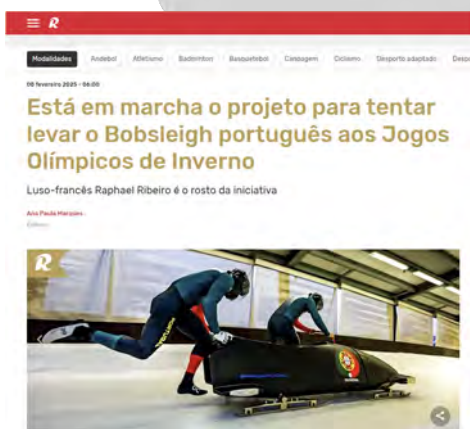 R
Modalidades Andebol Atletismo Badminton Basquetebol Canoagem Ciclismo Desporto adaptado Despo
08 fevereiro 2025 - 06:00
Está em marcha o projeto para tentar
levar o Bobsleigh português aos Jogos
Olímpicos de Inverno
Luso-francês Raphael Ribeiro é o rosto da iniciativa
Ana Paula Marques
R